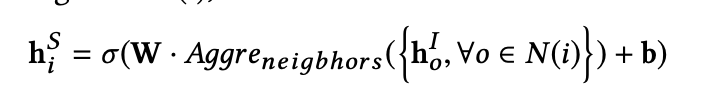 h_i^S = σ(W · Aggre_{neigbhors}({h_o^I, ∀o ∈ N(i)}) + b)